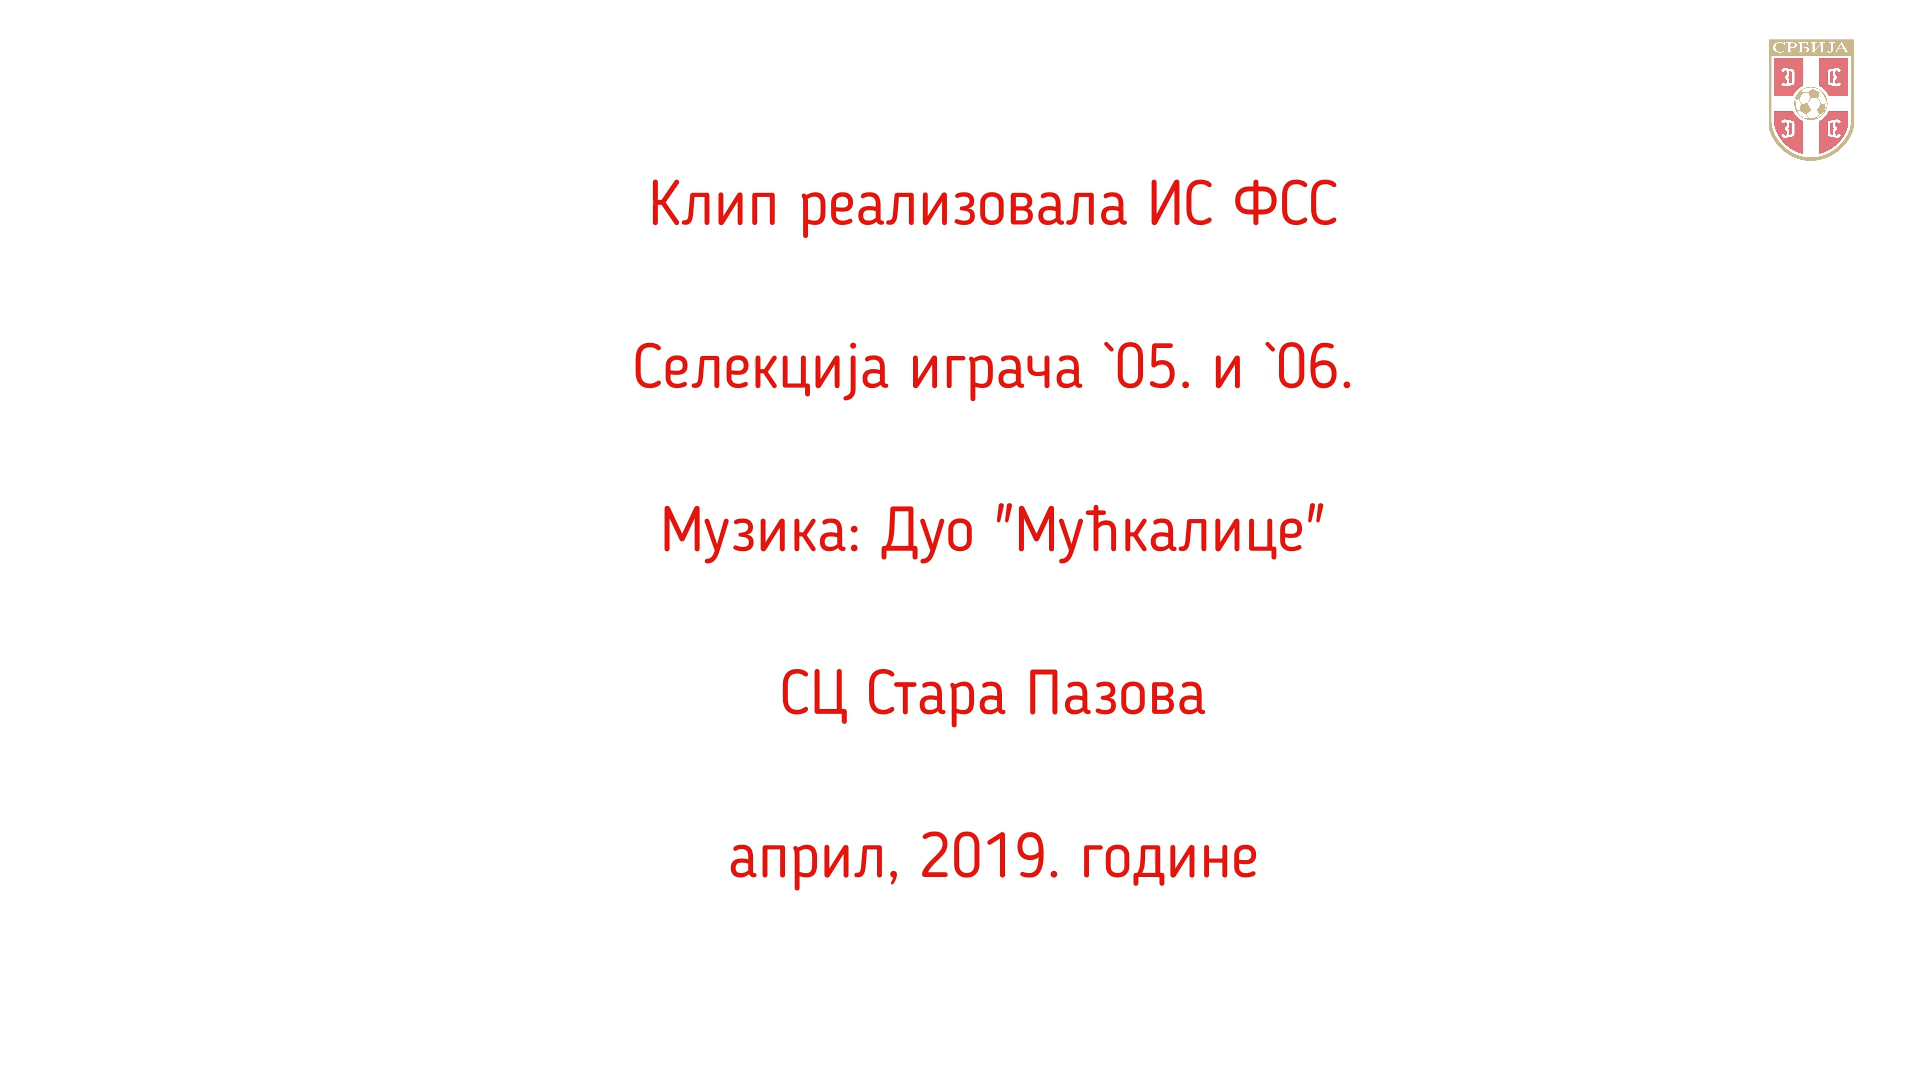 СРБИЈА
Клип реализовала ИС ФСС
Селекција играча `05. и `06.
Музика: Дуо "Мућкалице"
СЦ Стара Пазова
април, 2019. године